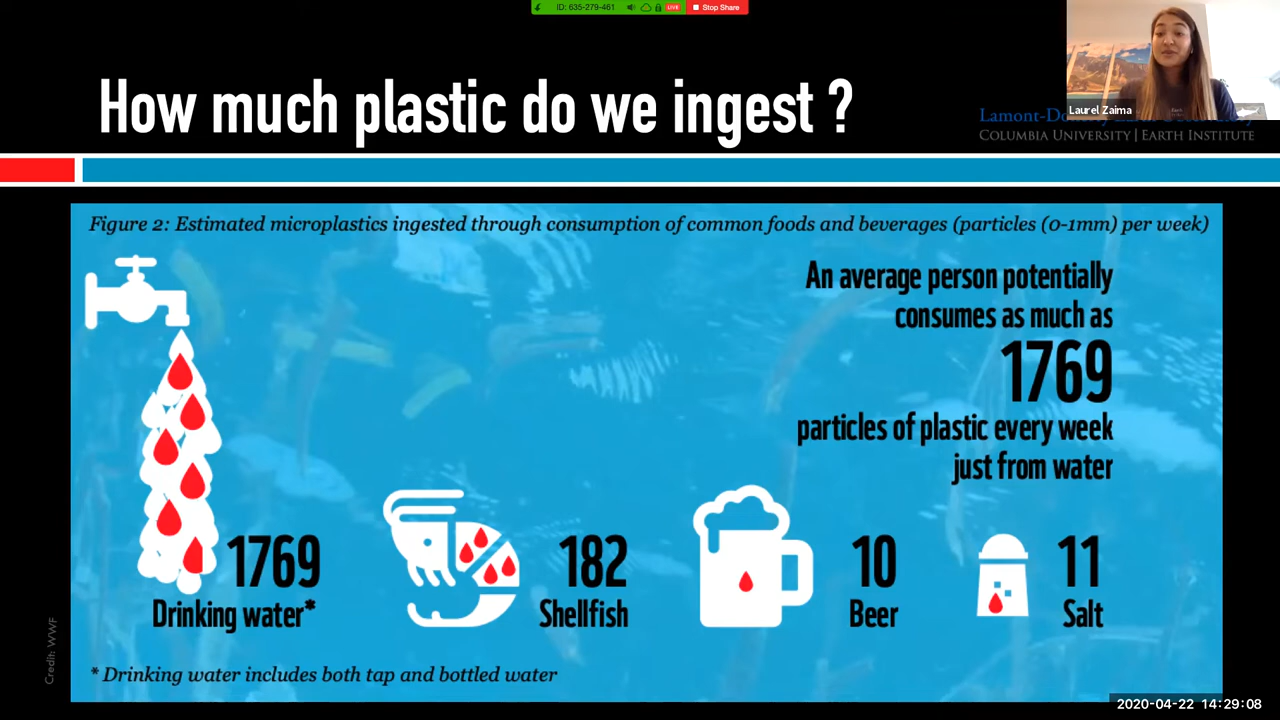 ID: 635-279-461
LIVE
Stop Share
Laurel Zaima
How much plastic do we ingest ?
COLUMBIA UNIVERSITY | EARTH INSTITUTE
Figure 2: Estimated microplastics ingested through consumption of common foods and beverages (particles (0-1mm) per week)
An average person potentially
consumes as much as
1769
particles of plastic every week
just from water
1769
Drinking water*
182
Shellfish
10
Beer
11
Salt
* Drinking water includes both tap and bottled water
Credit: WWF
2020-04-22 14:29:08